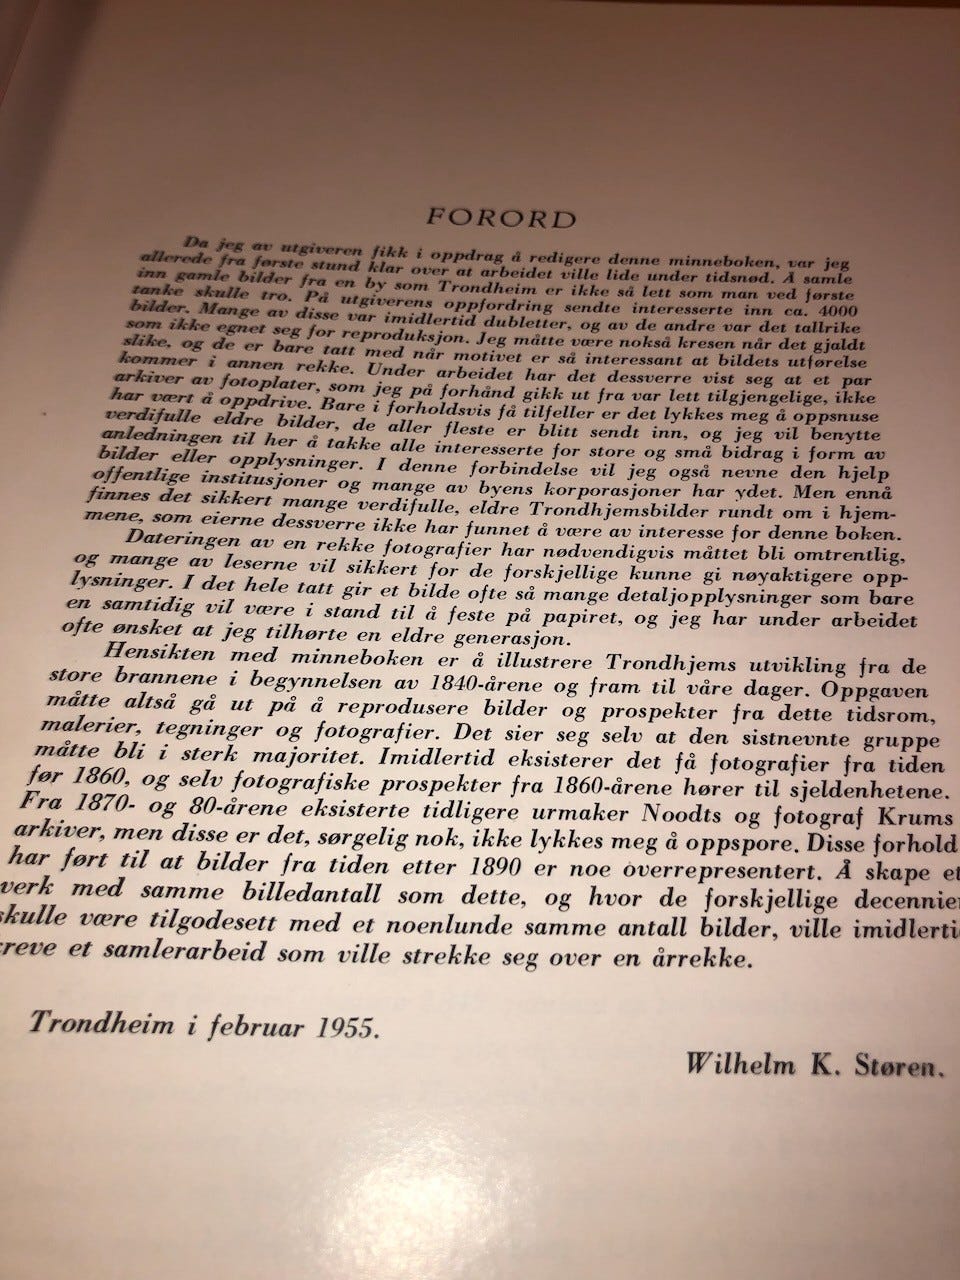 FORORD
Da jeg av utgiveren fikk i oppdrag å redigere denne minneboken, var jeg
allerede fra første stund klar over at arbeidet ville lide under tidsnød. Å samle
inn gamle bilder fra en by som Trondheim er ikke så lett som man ved første
tanke skulle tro. På utgiverens oppfordring sendte interesserte inn ca. 4000
bilder. Mange av disse var imidlertid dubletter, og av de andre var det tallrike
som ikke egnet seg for reproduksjon. Jeg måtte være nokså kresen når det gjaldt
slike, og de er bare tatt med når motivet er så interessant at bildets utførelse
kommer i annen rekke. Under arbeidet har det dessverre vist seg at et par
arkiver av fotoplater, som jeg på forhånd gikk ut fra var lett tilgjengelige, ikke
har vært å oppdrive. Bare i forholdsvis få tilfeller er det lykkes meg å oppsnuse
verdifulle eldre bilder, de aller fleste er blitt sendt inn, og jeg vil benytte
anledningen til her å takke alle interesserte for store og små bidrag i form av
bilder eller opplysninger. I denne forbindelse vil jeg også nevne den hjelp
offentlige institusjoner og mange av byens korporasjoner har ydet. Men ennå
finnes det sikkert mange verdifulle, eldre Trondhjemsbilder rundt om i hjem-
mene, som eierne dessverre ikke har funnet å være av interesse for denne boken.
Dateringen av en rekke fotografier har nødvendigvis måttet bli omtrentlig,
og mange av leserne vil sikkert for de forskjellige kunne gi nøyaktigere opp-
lysninger. I det hele tatt gir et bilde ofte så mange detaljopplysninger som bare
en samtidig vil være i stand til å feste på papiret, og jeg har under arbeidet
ofte ønsket at jeg tilhørte en eldre generasjon.
Hensikten med minneboken er å illustrere Trondhjems utvikling fra de
store brannene i begynnelsen av 1840-årene og fram til våre dager. Oppgaven
måtte altså gå ut på å reprodusere bilder og prospekter fra dette tidsrom,
malerier, tegninger og fotografier. Det sier seg selv at den sistnevnte gruppe
måtte bli i sterk majoritet. Imidlertid eksisterer det få fotografier fra tiden
før 1860, og selv fotografiske prospekter fra 1860-årene hører til sjeldenhetene.
Fra 1870- og 80-årene eksisterte tidligere urmaker Noodts og fotograf Krums
arkiver, men disse er det, sørgelig nok, ikke lykkes meg å oppspore. Disse forhold
har ført til at bilder fra tiden etter 1890 er noe overrepresentert. Å skape et
verk med samme billedantall som dette, og hvor de forskjellige decennier
skulle være tilgodesett med et noenlunde samme antall bilder, ville imidlerti
reve et samlerarbeid som ville strekke seg over en årrekke.
Trondheim i februar 1955.
Wilhelm K. Støren.